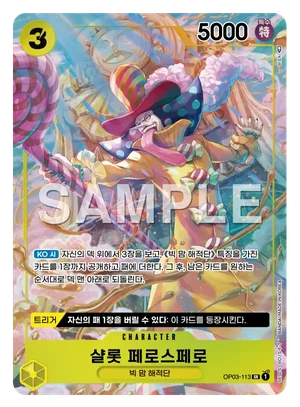 3
5000
특수
特
SAMPLE
KO 시 자신의 덱 위에서 3장을 보고, 《빅 맘 해적단》 특징을 가진
카드를 1장까지 공개하고 패에 더한다. 그 후, 남은 카드를 원하는
순서대로 덱 맨 아래로 되돌린다.
트리거 자신의 패 1장을 버릴 수 있다: 이 카드를 등장시킨다.
CHARACTER
샬롯 페로스페로
빅 맘 해적단
OP03-113 SR 1